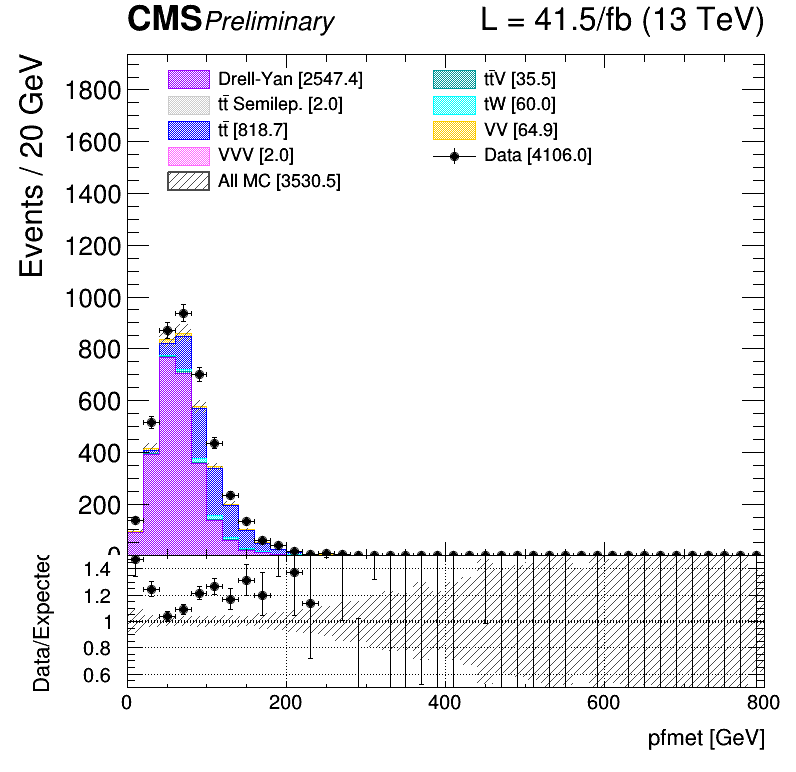 CMS Preliminary L = 41.5/fb (13 TeV)
Events / 20 GeV
1800
1600
1400
1200
1000
800
600
400
200
0
Drell-Yan [2547.4]
tt̄ Semilep. [2.0]
tt̄ [818.7]
VVV [2.0]
All MC [3530.5]
tt̄V [35.5]
tW [60.0]
VV [64.9]
Data [4106.0]
Data/Expected
1.4
1.2
1
0.8
0.6
0 200 400 600 800
pfmet [GeV]